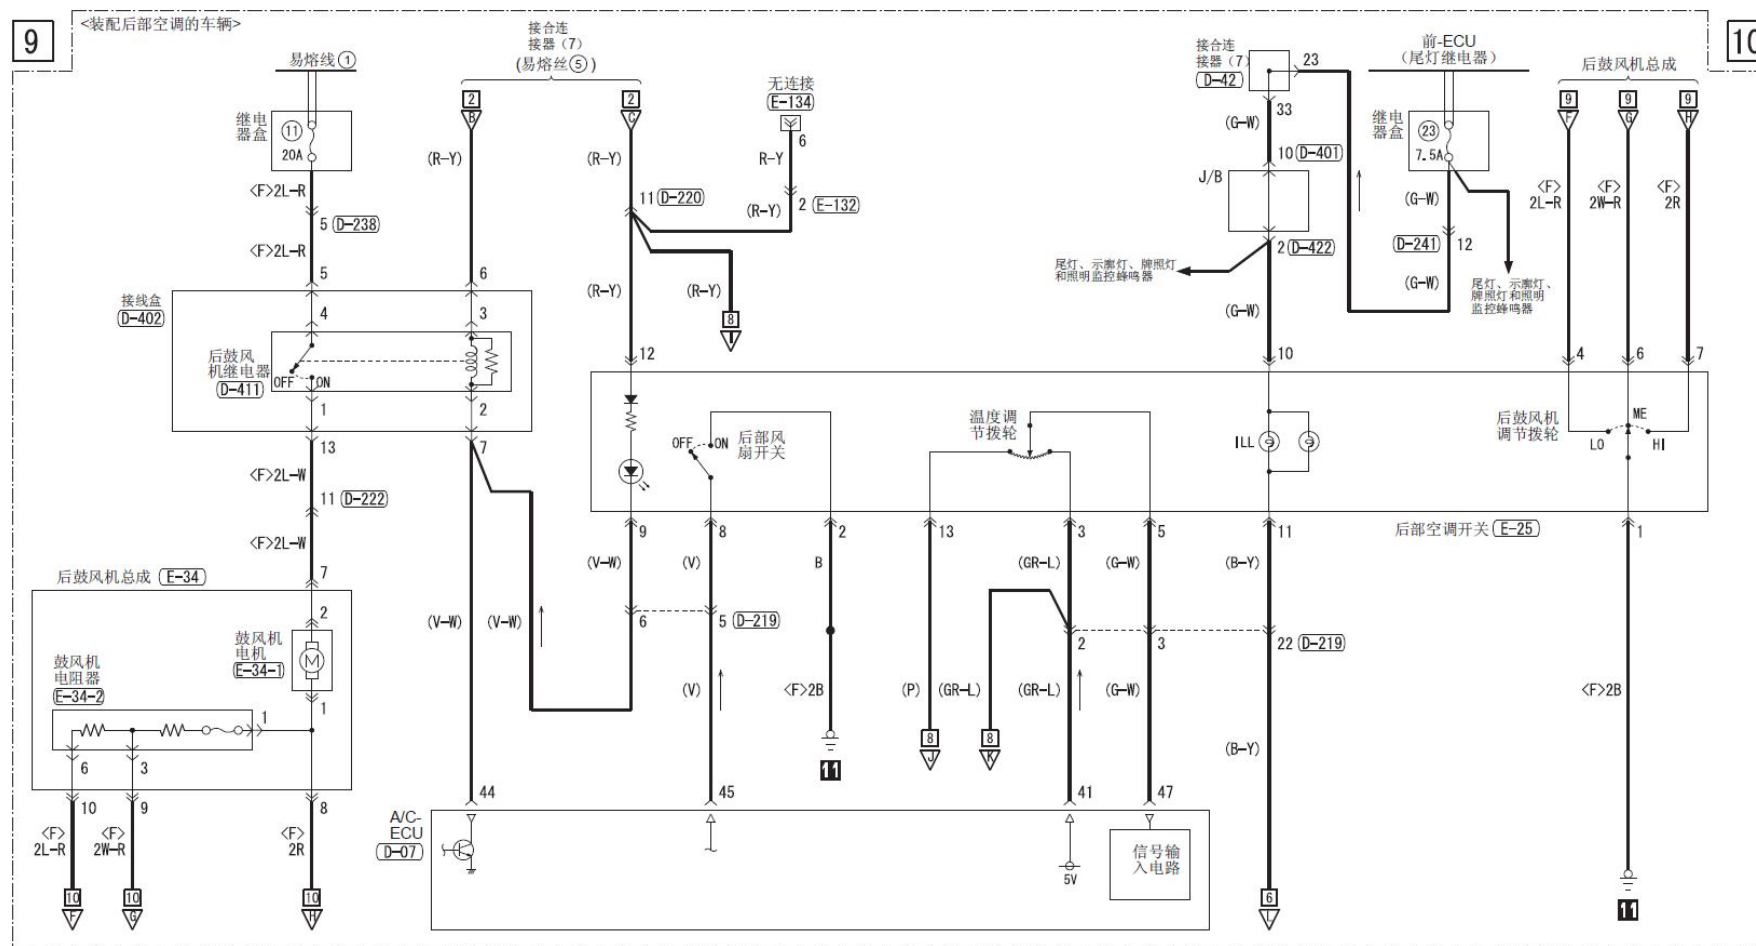 9
<装配后部空调的车辆>
10
易熔线①
接合连
接器（7）
(易熔丝⑤)
无连接
E-134
接合连
接器（7）
D-42
23
前-ECU
（尾灯继电器）
后鼓风机总成
2
B
2
C
9
F
9
G
9
H
继电
器盒
11
20A
33
6
继电
器盒
23
7.5A
(R-Y)
(R-Y)
R-Y
(G-W)
10 D-401
J/B
<F>2L-R
11 D-220
(R-Y)
2 E-132
(G-W)
<F>
2L-R
<F>
2W-R
<F>
2R
5 D-238
2 D-422
D-241 12
<F>2L-R
尾灯、示廓灯、牌照灯
和照明监控蜂鸣器
(G-W)
尾灯、示廓灯、
牌照灯和照明
监控蜂鸣器
5
6
(R-Y)
(R-Y)
(G-W)
接线盒
D-402
4
3
8
I
后鼓风
机继电器
D-411
OFF
ON
12
10
4
6
7
1
2
温度调
节拨轮
后鼓风机
调节拨轮
ME
LO
HI
13
7
OFF
ON
后部风
扇开关
ILL
<F>2L-W
11 D-222
9
8
2
13
3
5
11
后部空调开关 E-25
1
<F>2L-W
(V-W)
(V)
B
(GR-L)
(G-W)
(B-Y)
后鼓风机总成 E-34
7
2
(V-W)
(V-W)
6
5 D-219
2
3
22 D-219
鼓风机
电机
E-34-1
M
鼓风机
电阻器
E-34-2
1
1
(V)
<F>2B
(P)
(GR-L)
(GR-L)
(G-W)
<F>2B
8
J
8
K
(B-Y)
6
3
11
10
9
8
44
45
41
47
<F>
2L-R
<F>
2W-R
<F>
2R
A/C-
ECU
D-07
5V
信号输
入电路
10
F
10
G
10
H
6
L
11